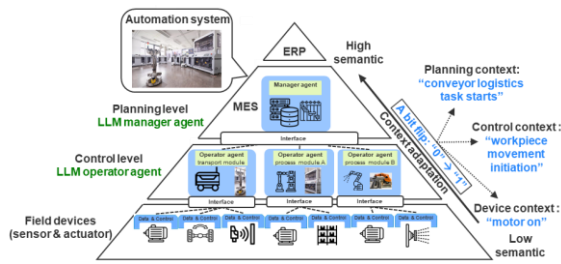 Automation system
ERP
High
semantic
Planning context:
“conveyor logistics
task starts”
Manager agent
MES
Planning level
LLM manager agent
Interface
A bit flip: “0” → “1”
Context adaptation
Control context:
“workpiece
movement
initiation”
Control level
LLM operator agent
Operator agent
transport module
Operator agent
process module A
Operator agent
process module B
Interface
Interface
Interface
Device context:
“motor on”
Low
semantic
Field devices
(sensor & actuator)
Data & Control
Data & Control
Data & Control
Data & Control
Data & Control
Data & Control
Data & Control